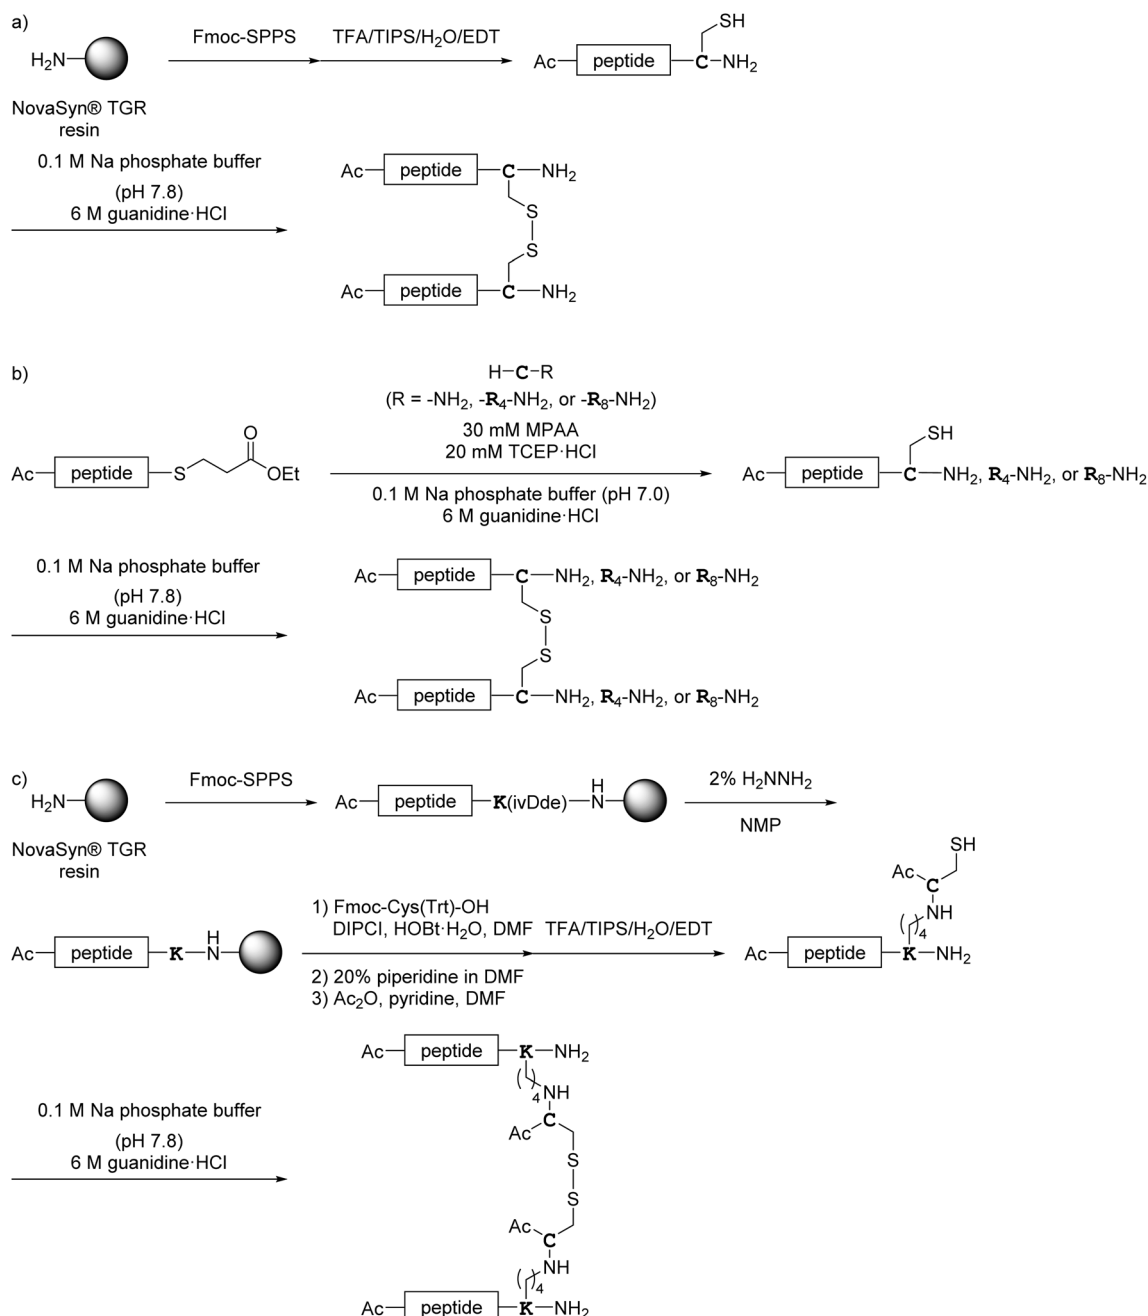 a)
H₂N
Fmoc-SPPS
TFA/TIPS/H₂O/EDT
SH
Ac
peptide
C
NH₂
NovaSyn® TGR
resin
0.1 M Na phosphate buffer
(pH 7.8)
6 M guanidine·HCl
Ac
peptide
C
NH₂
S
S
Ac
peptide
C
NH₂
b)
H–C–R
(R = -NH₂, -R₄-NH₂, or -R₈-NH₂)
30 mM MPAA
20 mM TCEP·HCl
0.1 M Na phosphate buffer (pH 7.0)
6 M guanidine·HCl
Ac
peptide
S
O
OEt
SH
Ac
peptide
C
NH₂, R₄-NH₂, or R₈-NH₂
0.1 M Na phosphate buffer
(pH 7.8)
6 M guanidine·HCl
Ac
peptide
C
NH₂, R₄-NH₂, or R₈-NH₂
S
S
Ac
peptide
C
NH₂, R₄-NH₂, or R₈-NH₂
c)
H₂N
Fmoc-SPPS
Ac
peptide
K(ivDde)
H
N
2% H₂NNH₂
NMP
NovaSyn® TGR
resin
Ac
peptide
K
H
N
1) Fmoc-Cys(Trt)-OH
DIPCI, HOBt·H₂O, DMF
2) 20% piperidine in DMF
3) Ac₂O, pyridine, DMF
TFA/TIPS/H₂O/EDT
SH
Ac
C
NH
( )₄
Ac
peptide
K
NH₂
0.1 M Na phosphate buffer
(pH 7.8)
6 M guanidine·HCl
Ac
peptide
K
NH₂
( )₄
NH
C
Ac
S
S
Ac
C
NH
( )₄
Ac
peptide
K
NH₂